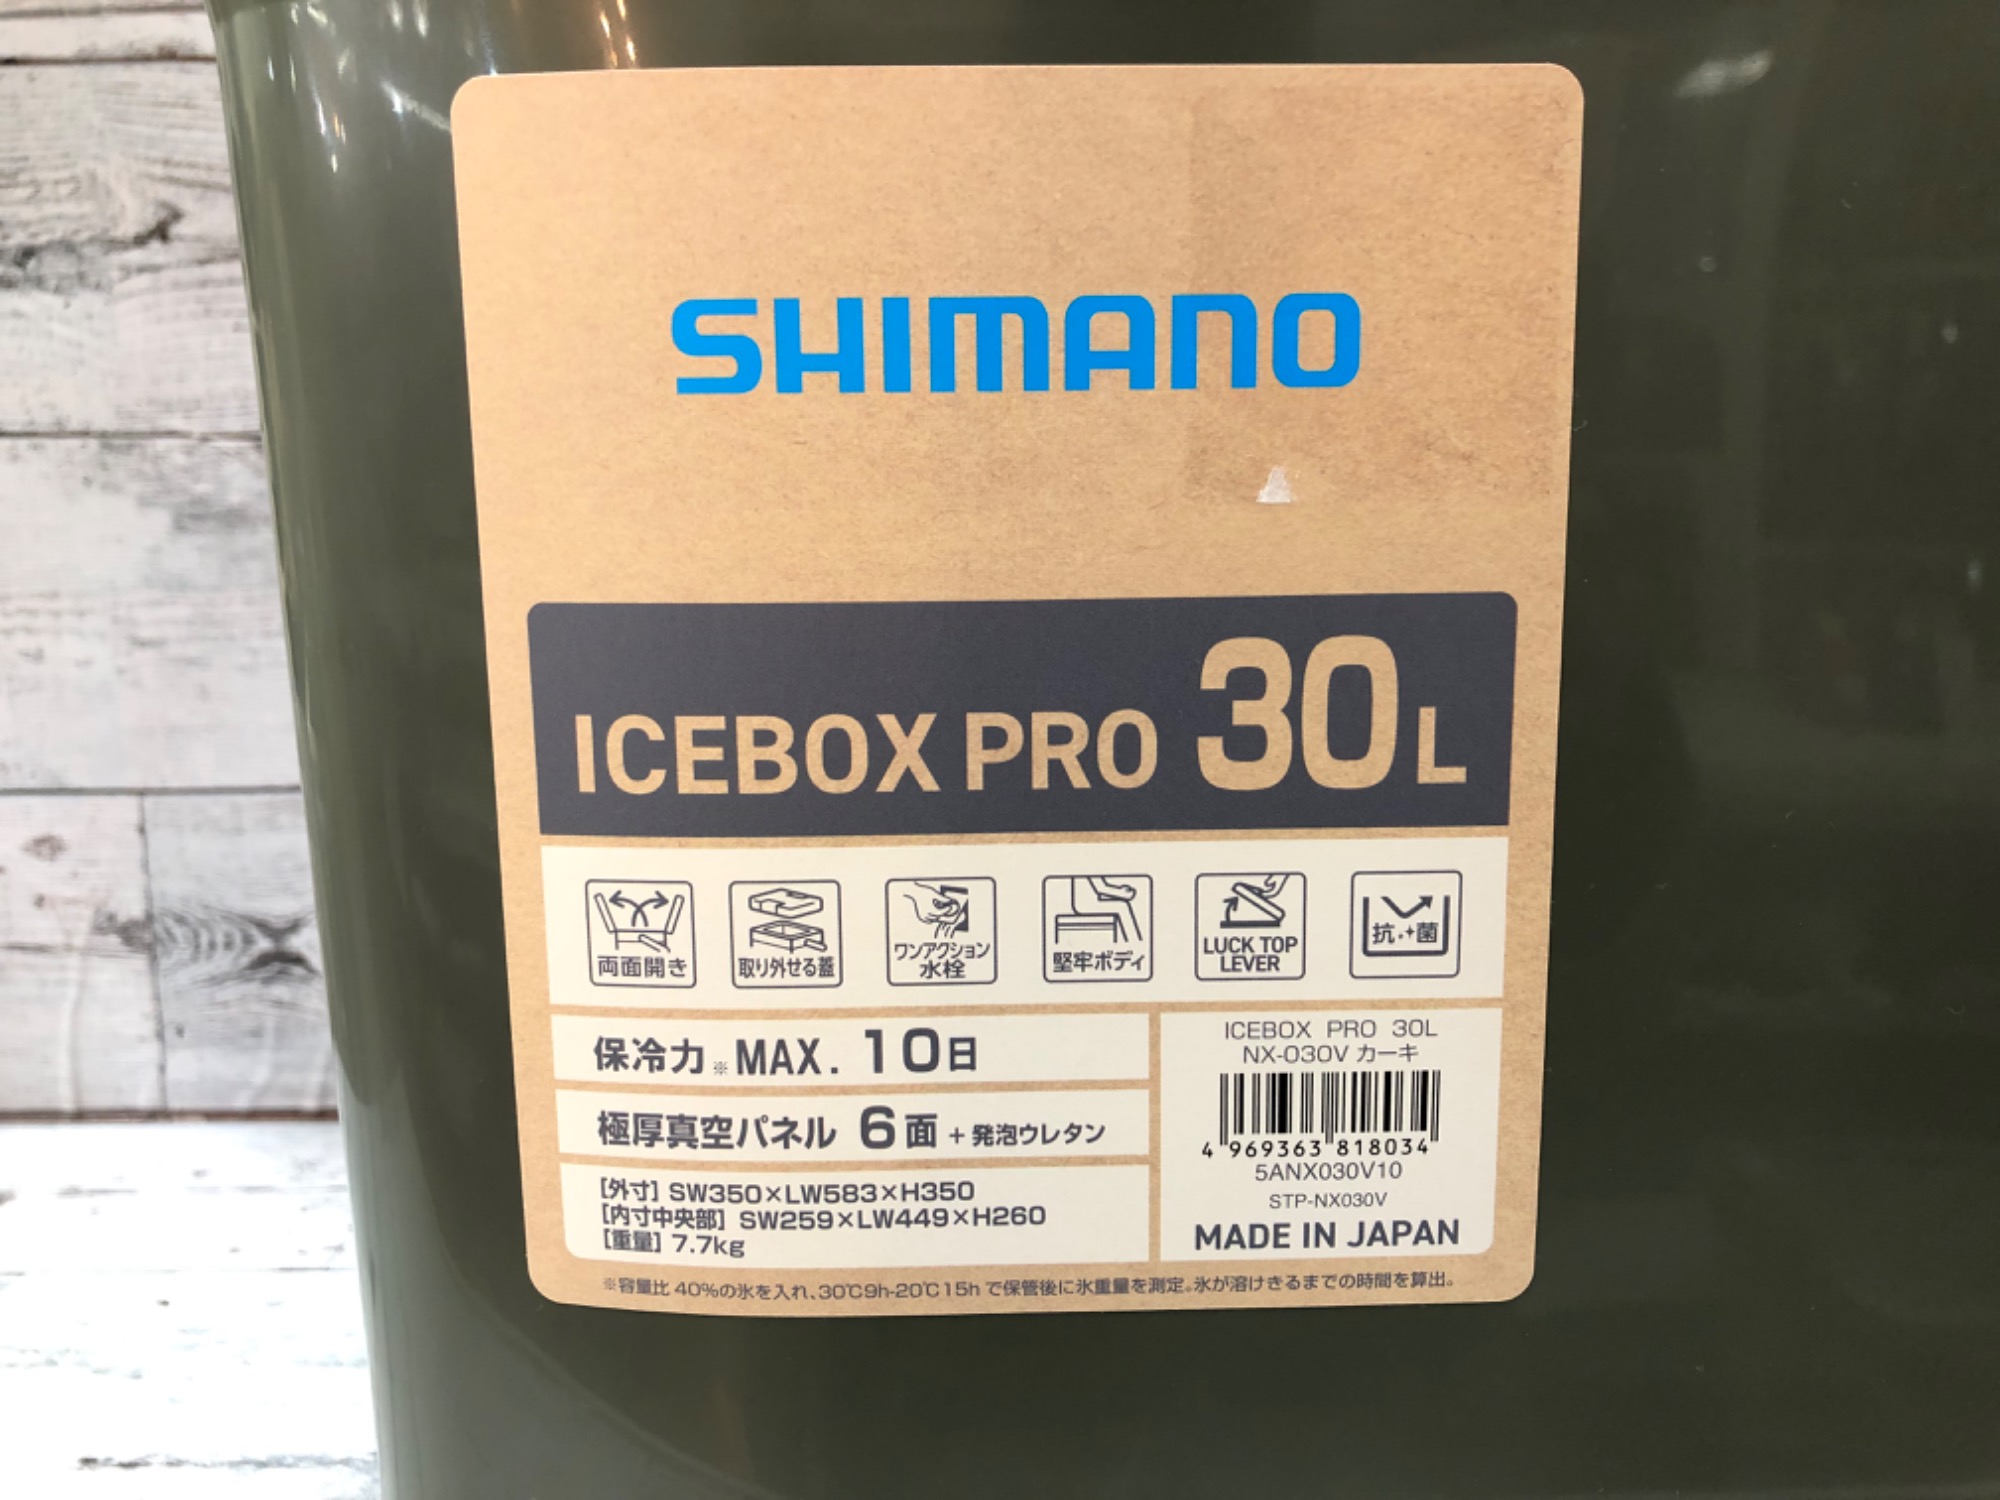 SHIMANO
ICEBOX PRO 30L
両面開き
取り外せる蓋
ワンアクション
水栓
堅牢ボディ
LUCK TOP
LEVER
抗菌
保冷力※MAX. 10日
極厚真空パネル 6面 + 発泡ウレタン
[外寸] SW350×LW583×H350
[内寸中央部] SW259×LW449×H260
[重量] 7.7kg
ICEBOX PRO 30L
NX-030V カーキ
4 969363 818034
5ANX030V10
STP-NX030V
MADE IN JAPAN
※容量比 40%の氷を入れ、30℃9h-20℃15h で保管後に氷重量を測定。氷が溶けきるまでの時間を算出。